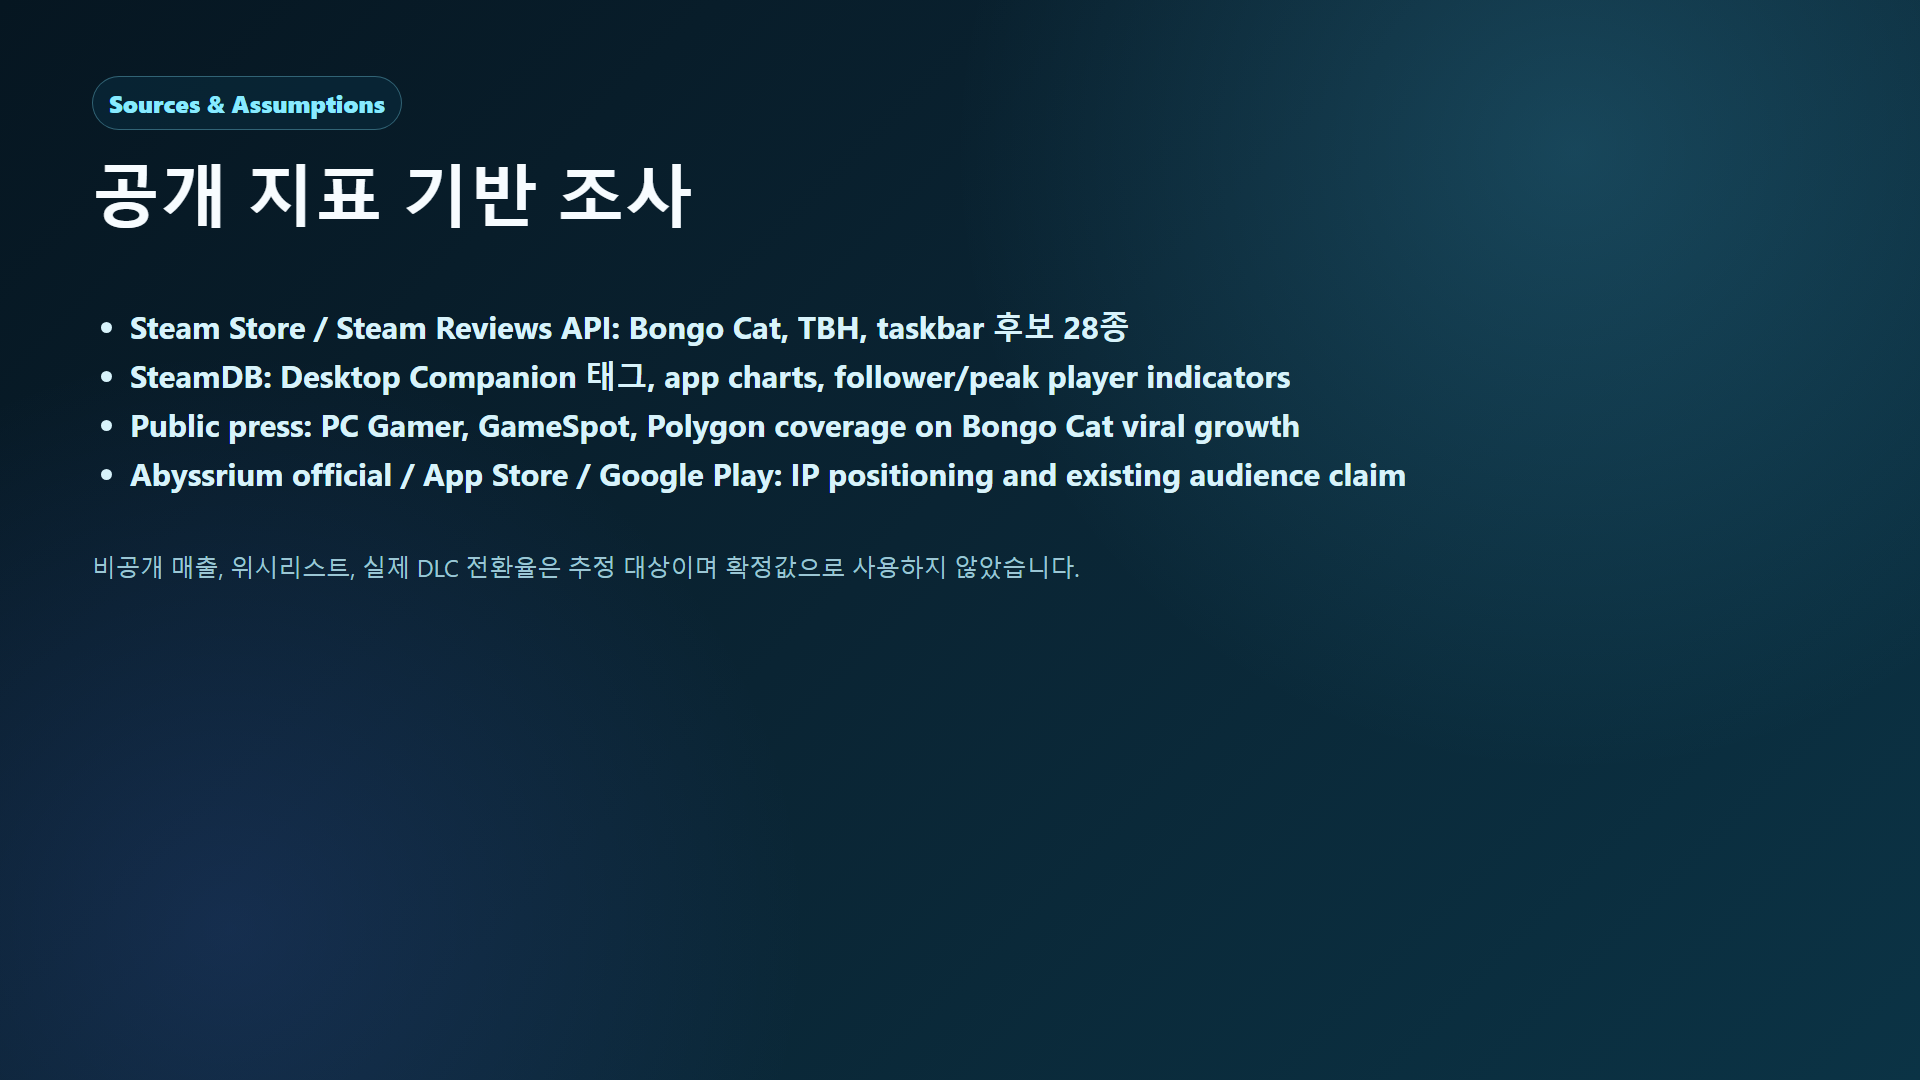 Sources & Assumptions
공개 지표 기반 조사
• Steam Store / Steam Reviews API: Bongo Cat, TBH, taskbar 후보 28종
• SteamDB: Desktop Companion 태그, app charts, follower/peak player indicators
• Public press: PC Gamer, GameSpot, Polygon coverage on Bongo Cat viral growth
• Abyssrium official / App Store / Google Play: IP positioning and existing audience claim
비공개 매출, 위시리스트, 실제 DLC 전환율은 추정 대상이며 확정값으로 사용하지 않았습니다.